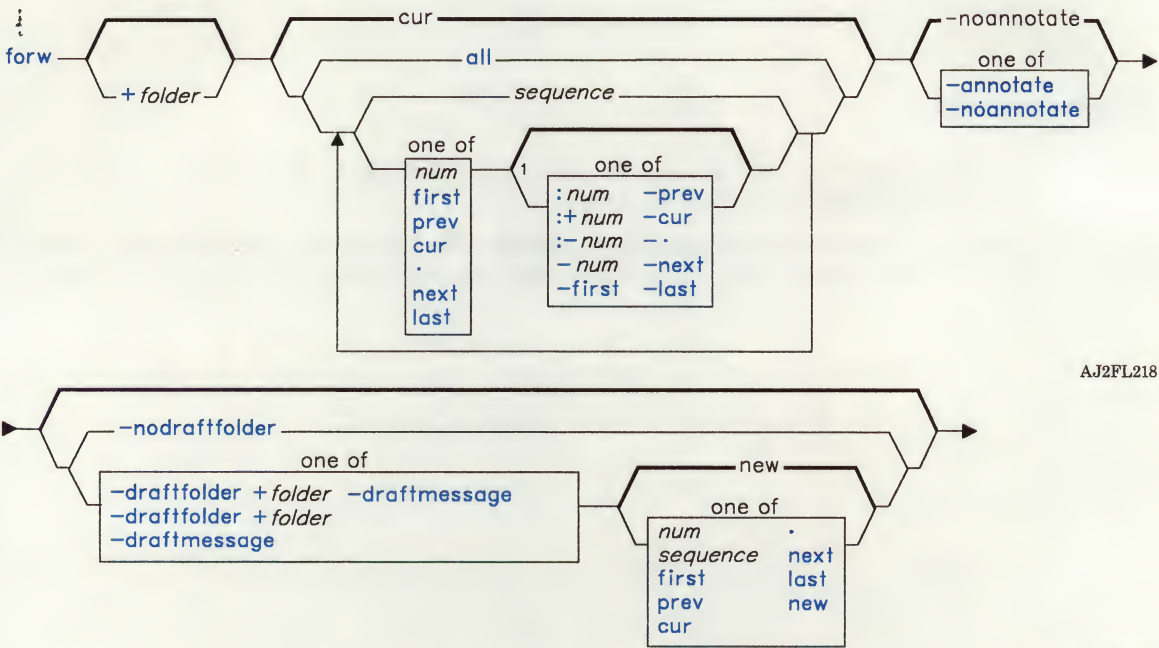 cur
-noannotate
forw
all
one of
+folder
sequence
-annotate
-noannotate
one of
one of
num
1
first
:num -prev
prev
:+num -cur
cur
:-num -.
.
-num -next
next
-first -last
last
AJ2FL218
-nodraftfolder
one of
new
-draftfolder +folder -draftmessage
-draftfolder +folder
-draftmessage
one of
num .
sequence next
first last
prev new
cur